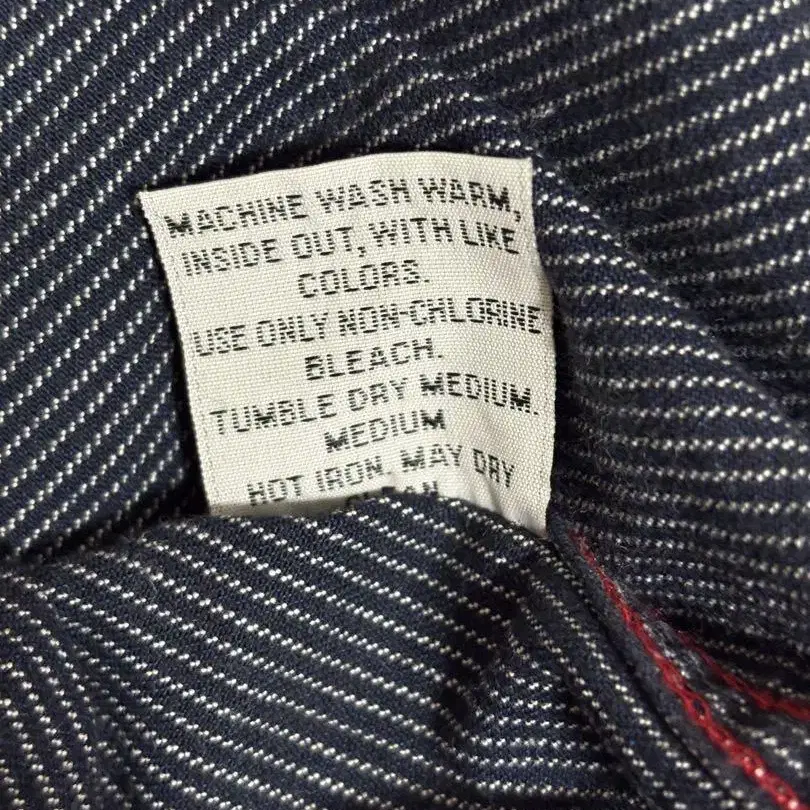 MACHINE WASH WARM,
INSIDE OUT, WITH LIKE
COLORS.
USE ONLY NON-CHLORINE
BLEACH.
TUMBLE DRY MEDIUM.
MEDIUM
HOT IRON. MAY DRY
CLEAN